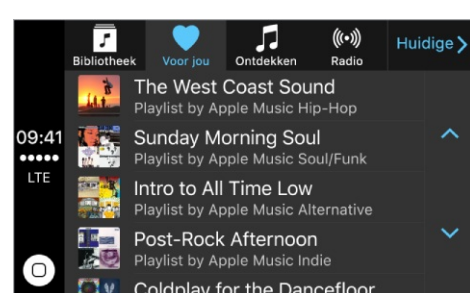 Bibliotheek
Voor jou
Ontdekken
Radio
Huidige
The West Coast Sound
Playlist by Apple Music Hip-Hop
09:41
LTE
Sunday Morning Soul
Playlist by Apple Music Soul/Funk
Intro to All Time Low
Playlist by Apple Music Alternative
Post-Rock Afternoon
Playlist by Apple Music Indie
Coldplay for the Dancefloor